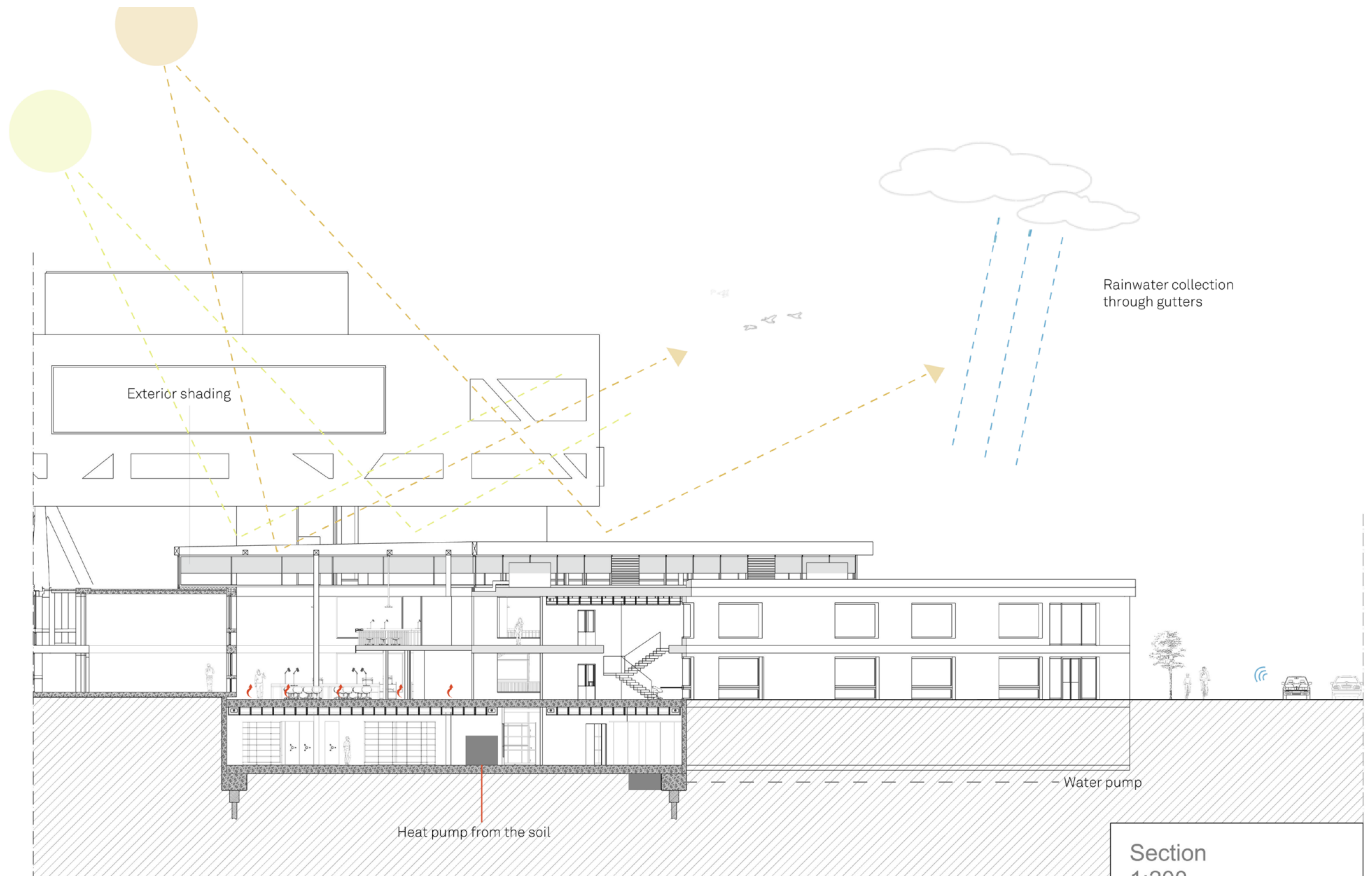 Rainwater collection
through gutters
Exterior shading
Water pump
Heat pump from the soil
Section